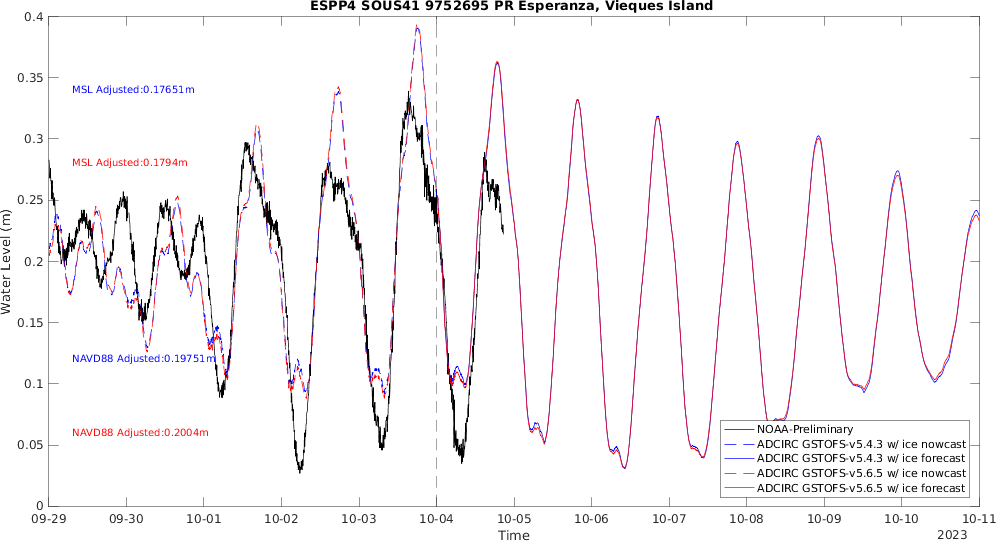 ESPP4 SOUS41 9752695 PR Esperanza, Vieques Island
0.4
0.35
0.3
0.25
0.2
0.15
0.1
0.05
0
Water Level (m)
MSL Adjusted:0.17651m
MSL Adjusted:0.1794m
NAVD88 Adjusted:0.19751m
NAVD88 Adjusted:0.2004m
NOAA-Preliminary
ADCIRC GSTOFS-v5.4.3 w/ ice nowcast
ADCIRC GSTOFS-v5.4.3 w/ ice forecast
ADCIRC GSTOFS-v5.6.5 w/ ice nowcast
ADCIRC GSTOFS-v5.6.5 w/ ice forecast
09-29 09-30 10-01 10-02 10-03 10-04 10-05 10-06 10-07 10-08 10-09 10-10 10-11
Time
2023